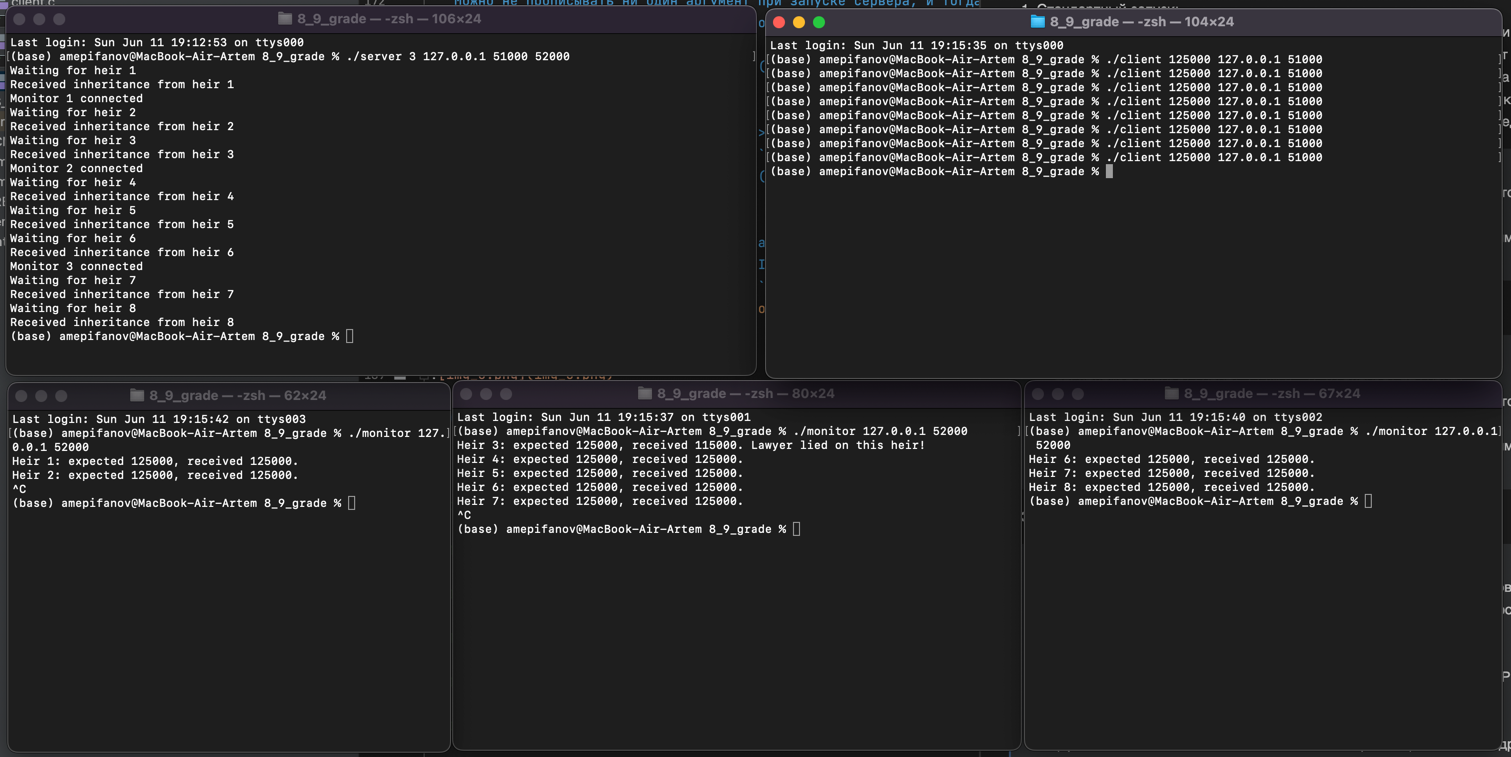 client.c
172
можно не прописывать ни один аргумент при запуске сервера, и тогда
8_9_grade — -zsh — 106×24
Last login: Sun Jun 11 19:12:53 on ttys000
[(base) amepifanov@MacBook-Air-Artem 8_9_grade % ./server 3 127.0.0.1 51000 52000 ]
Waiting for heir 1
Received inheritance from heir 1
Monitor 1 connected
Waiting for heir 2
Received inheritance from heir 2
Waiting for heir 3
Received inheritance from heir 3
Monitor 2 connected
Waiting for heir 4
Received inheritance from heir 4
Waiting for heir 5
Received inheritance from heir 5
Waiting for heir 6
Received inheritance from heir 6
Monitor 3 connected
Waiting for heir 7
Received inheritance from heir 7
Waiting for heir 8
Received inheritance from heir 8
(base) amepifanov@MacBook-Air-Artem 8_9_grade %
8_9_grade — -zsh — 104×24
Last login: Sun Jun 11 19:15:35 on ttys000
[(base) amepifanov@MacBook-Air-Artem 8_9_grade % ./client 125000 127.0.0.1 51000 ]
[(base) amepifanov@MacBook-Air-Artem 8_9_grade % ./client 125000 127.0.0.1 51000 ]
[(base) amepifanov@MacBook-Air-Artem 8_9_grade % ./client 125000 127.0.0.1 51000 ]
[(base) amepifanov@MacBook-Air-Artem 8_9_grade % ./client 125000 127.0.0.1 51000 ]
[(base) amepifanov@MacBook-Air-Artem 8_9_grade % ./client 125000 127.0.0.1 51000 ]
[(base) amepifanov@MacBook-Air-Artem 8_9_grade % ./client 125000 127.0.0.1 51000 ]
[(base) amepifanov@MacBook-Air-Artem 8_9_grade % ./client 125000 127.0.0.1 51000 ]
[(base) amepifanov@MacBook-Air-Artem 8_9_grade % ./client 125000 127.0.0.1 51000 ]
(base) amepifanov@MacBook-Air-Artem 8_9_grade %
8_9_grade — -zsh — 62×24
Last login: Sun Jun 11 19:15:42 on ttys003
[(base) amepifanov@MacBook-Air-Artem 8_9_grade % ./monitor 127.]
0.0.1 52000
Heir 1: expected 125000, received 125000.
Heir 2: expected 125000, received 125000.
^C
(base) amepifanov@MacBook-Air-Artem 8_9_grade %
8_9_grade — -zsh — 80×24
Last login: Sun Jun 11 19:15:37 on ttys001
[(base) amepifanov@MacBook-Air-Artem 8_9_grade % ./monitor 127.0.0.1 52000 ]
Heir 3: expected 125000, received 115000. Lawyer lied on this heir!
Heir 4: expected 125000, received 125000.
Heir 5: expected 125000, received 125000.
Heir 6: expected 125000, received 125000.
Heir 7: expected 125000, received 125000.
^C
(base) amepifanov@MacBook-Air-Artem 8_9_grade %
8_9_grade — -zsh — 67×24
Last login: Sun Jun 11 19:15:40 on ttys002
[(base) amepifanov@MacBook-Air-Artem 8_9_grade % ./monitor 127.0.0.1]
52000
Heir 6: expected 125000, received 125000.
Heir 7: expected 125000, received 125000.
Heir 8: expected 125000, received 125000.
(base) amepifanov@MacBook-Air-Artem 8_9_grade %